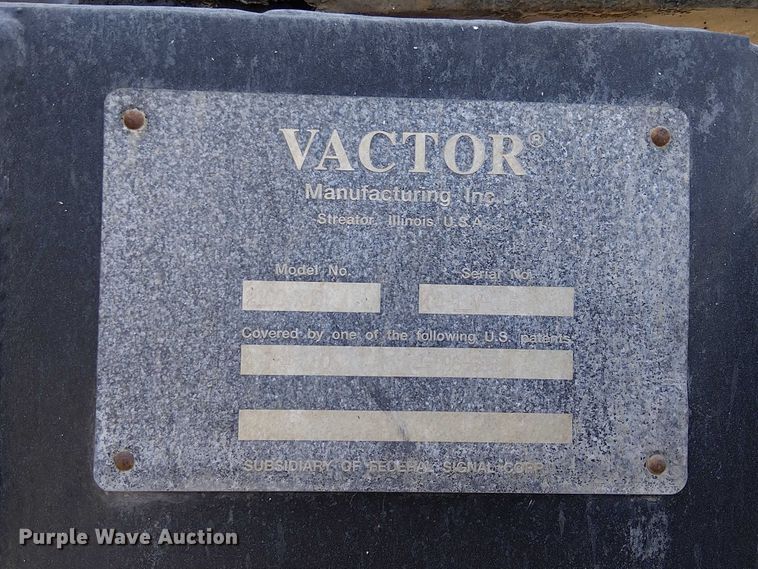 VACTOR®
Manufacturing Inc.
Streator, Illinois, U.S.A.
Model No. Serial No.
Covered by one of the following U.S. patents
SUBSIDIARY OF FEDERAL SIGNAL CORP.
Purple Wave Auction